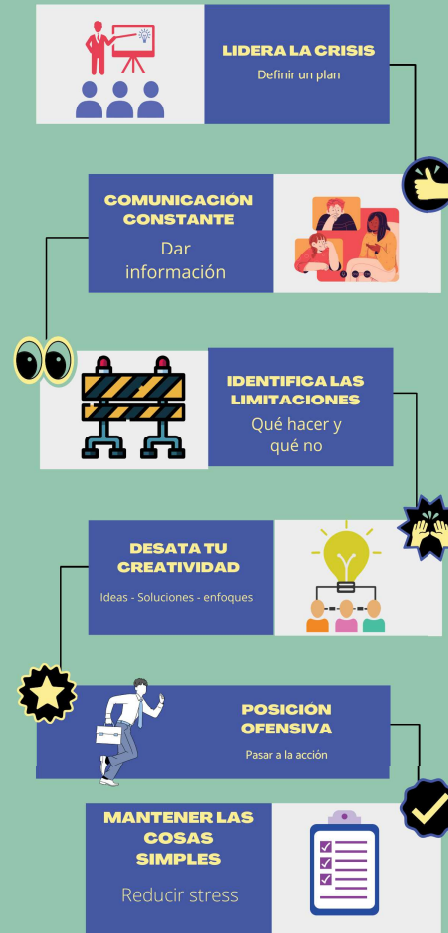 LIDERA LA CRISIS
Definir un plan
COMUNICACIÓN
CONSTANTE
Dar
información
IDENTIFICA LAS
LIMITACIONES
Qué hacer y
qué no
DESATA TU
CREATIVIDAD
Ideas - Soluciones - enfoques
POSICIÓN
OFENSIVA
Pasar a la acción
MANTENER LAS
COSAS
SIMPLES
Reducir stress